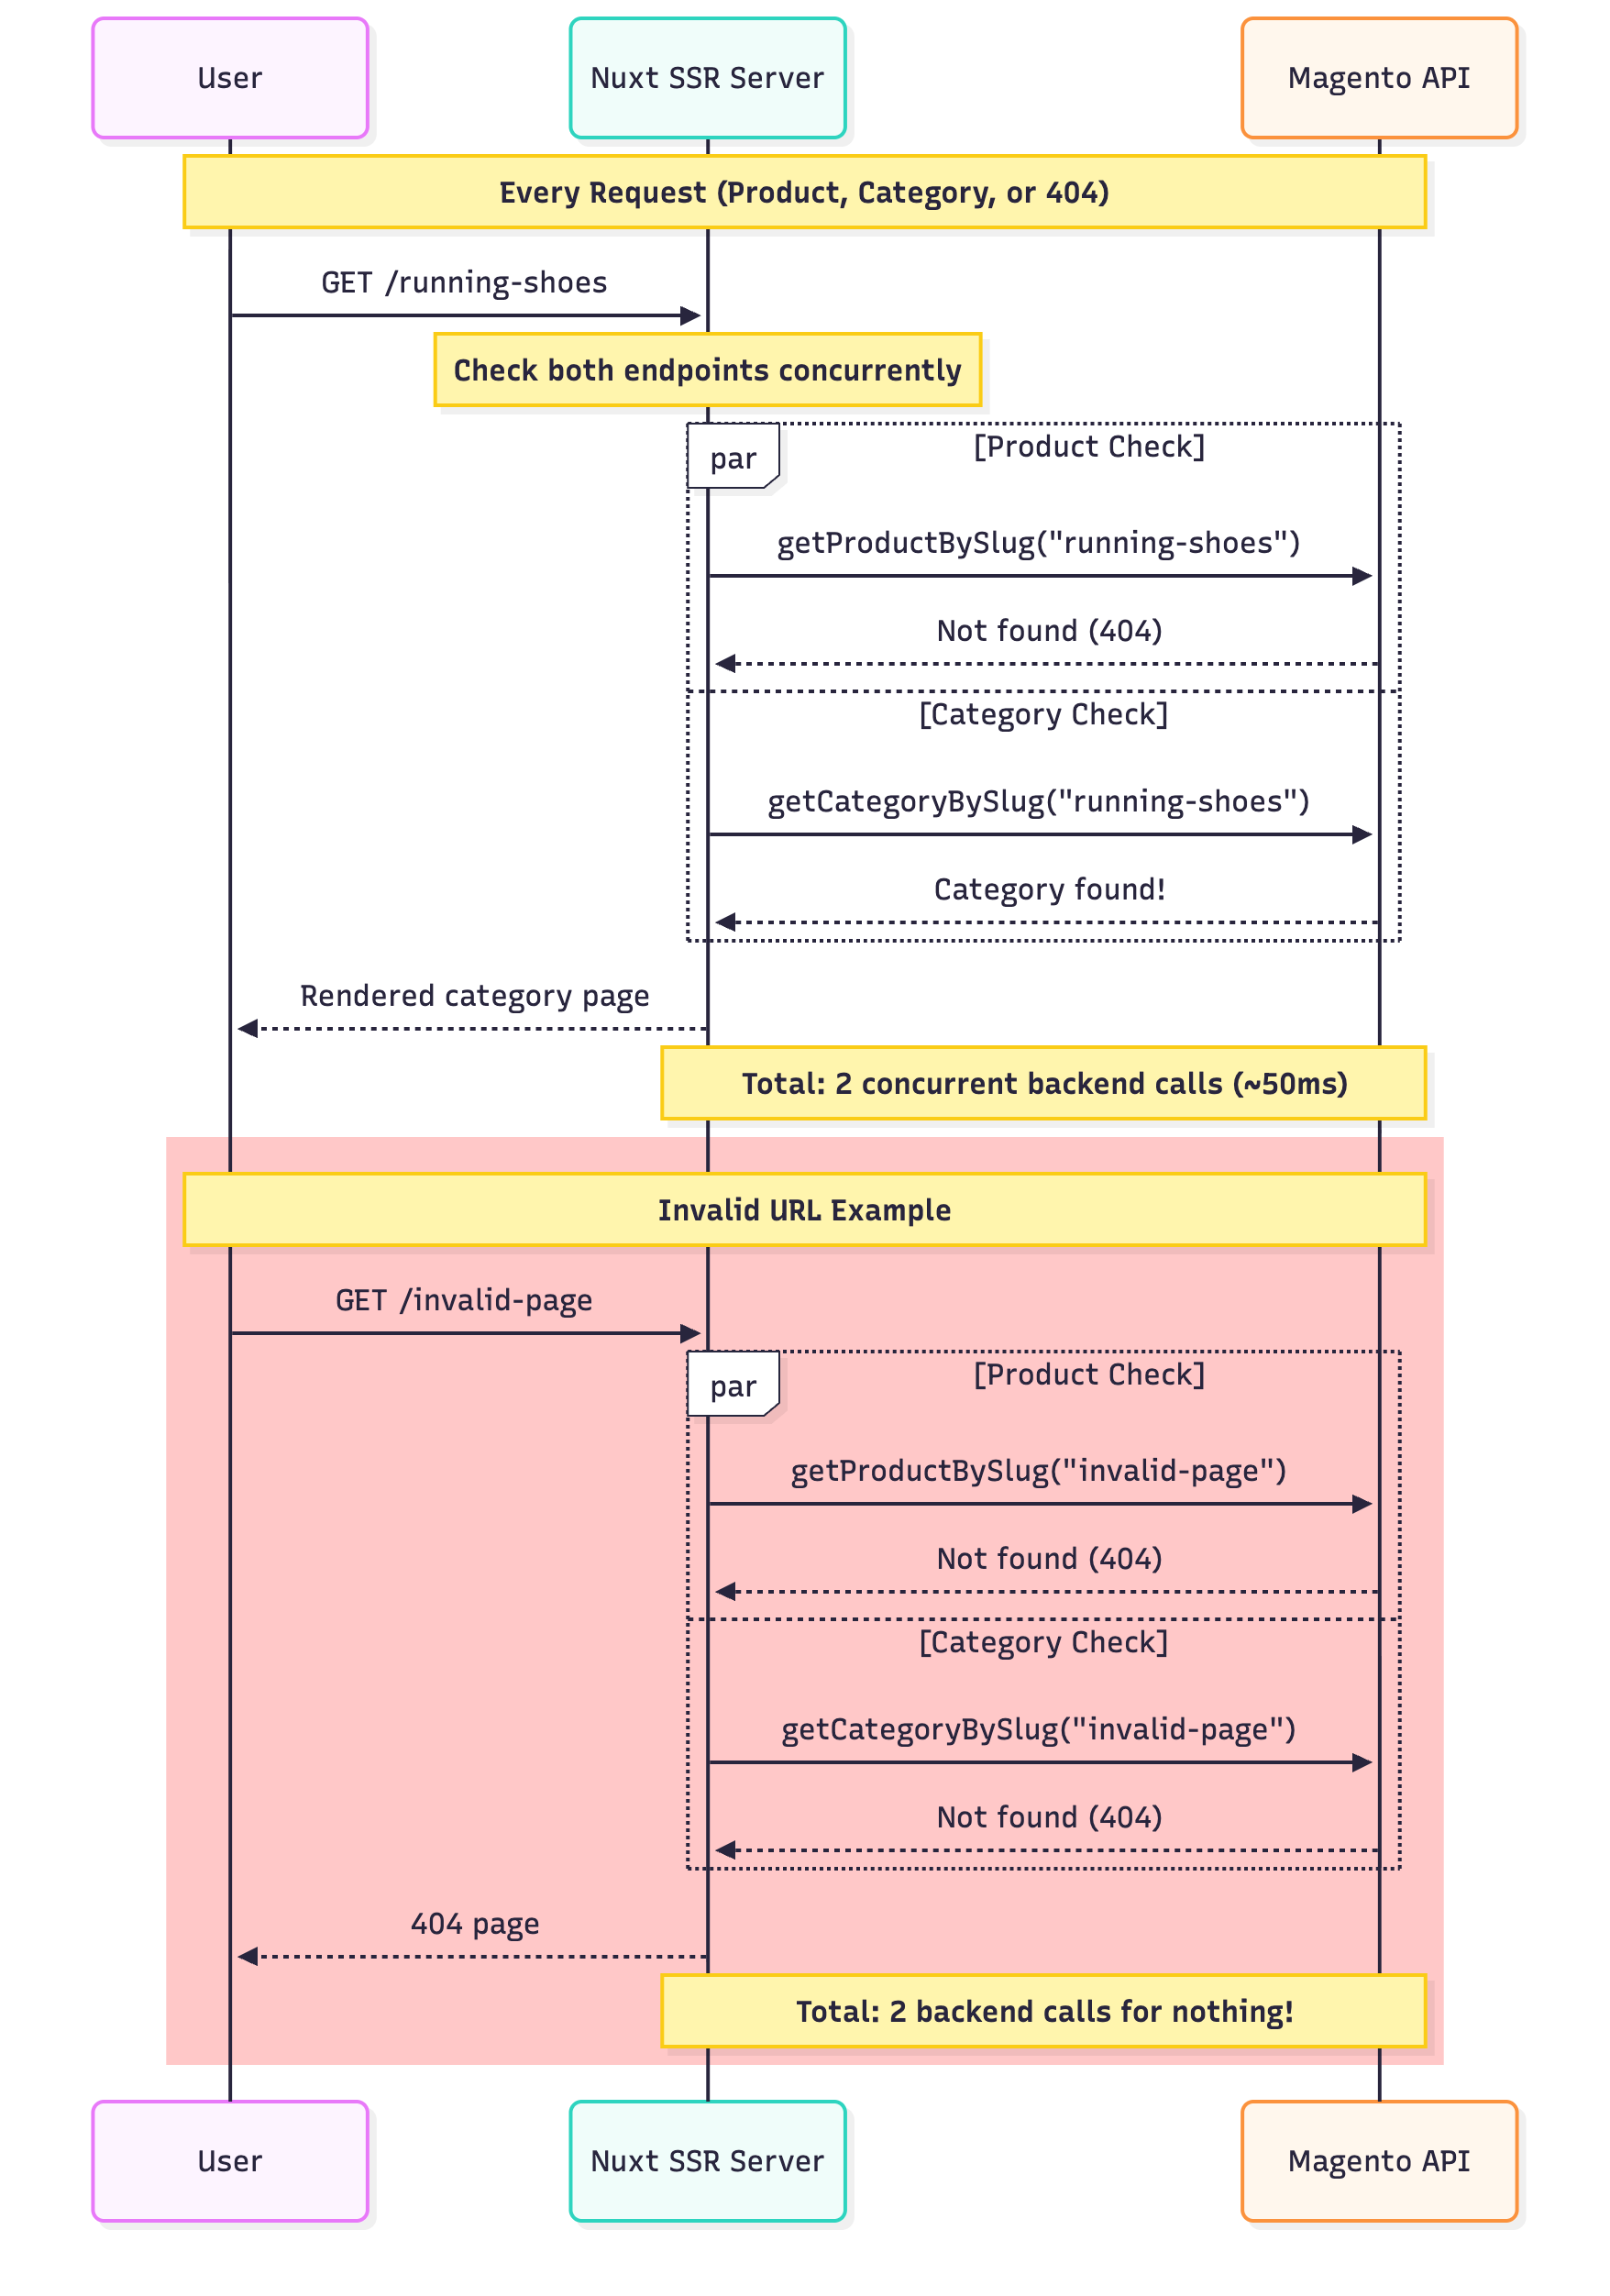 User
Nuxt SSR Server
Magento API
Every Request (Product, Category, or 404)
GET /running-shoes
Check both endpoints concurrently
par
[Product Check]
getProductBySlug("running-shoes")
Not found (404)
[Category Check]
getCategoryBySlug("running-shoes")
Category found!
Rendered category page
Total: 2 concurrent backend calls (~50ms)
Invalid URL Example
GET /invalid-page
par
[Product Check]
getProductBySlug("invalid-page")
Not found (404)
[Category Check]
getCategoryBySlug("invalid-page")
Not found (404)
404 page
Total: 2 backend calls for nothing!
User
Nuxt SSR Server
Magento API